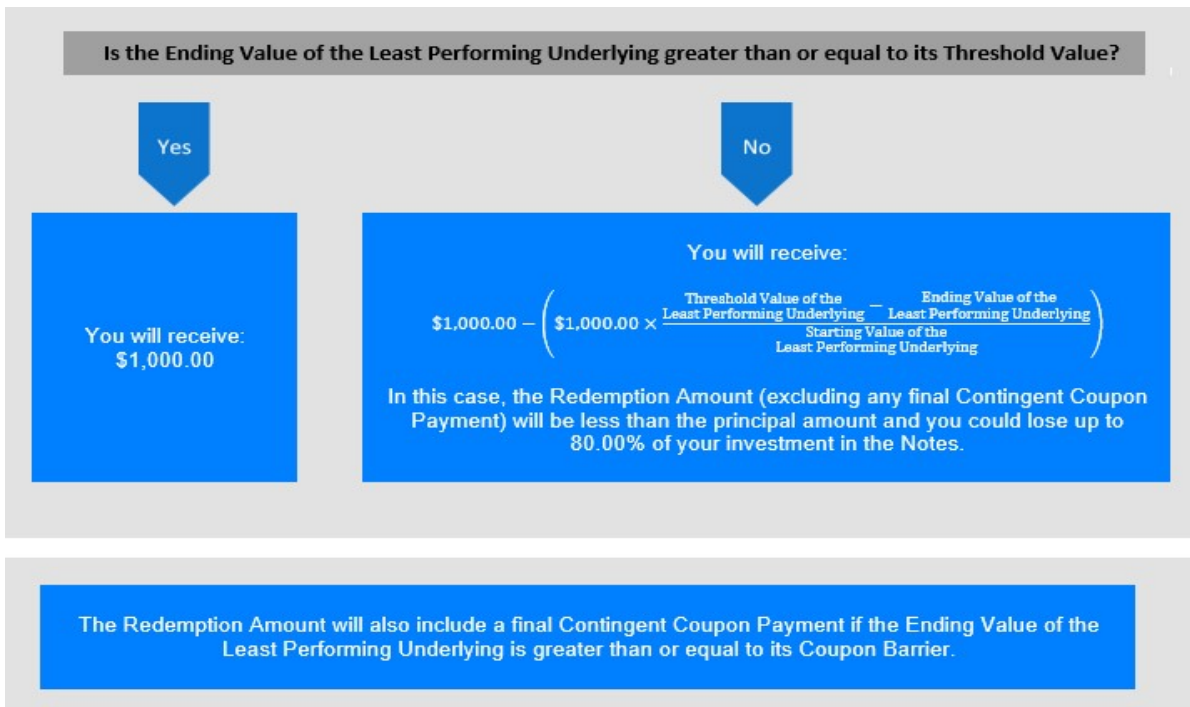 Is the Ending Value of the Least Performing Underlying greater than or equal to its Threshold Value?
Yes
No
You will receive:
$1,000.00
You will receive:
$1,000.00 − ( $1,000.00 × (Threshold Value of the Least Performing Underlying − Ending Value of the Least Performing Underlying) / Starting Value of the Least Performing Underlying )
In this case, the Redemption Amount (excluding any final Contingent Coupon
Payment) will be less than the principal amount and you could lose up to
80.00% of your investment in the Notes.
The Redemption Amount will also include a final Contingent Coupon Payment if the Ending Value of the
Least Performing Underlying is greater than or equal to its Coupon Barrier.